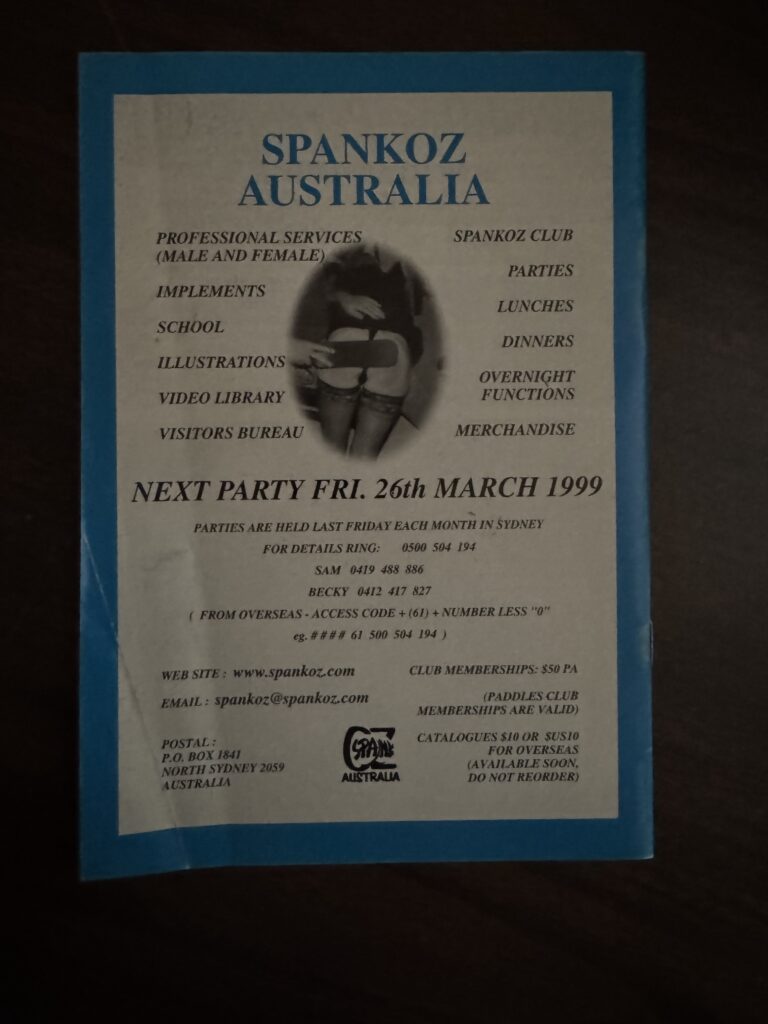 SPANKOZ
AUSTRALIA
PROFESSIONAL SERVICES
(MALE AND FEMALE)
IMPLEMENTS
SCHOOL
ILLUSTRATIONS
VIDEO LIBRARY
VISITORS BUREAU
SPANKOZ CLUB
PARTIES
LUNCHES
DINNERS
OVERNIGHT
FUNCTIONS
MERCHANDISE
NEXT PARTY FRI. 26th MARCH 1999
PARTIES ARE HELD LAST FRIDAY EACH MONTH IN SYDNEY
FOR DETAILS RING: 0500 504 194
SAM 0419 488 886
BECKY 0412 417 827
( FROM OVERSEAS - ACCESS CODE + (61) + NUMBER LESS "0"
eg. # # # # 61 500 504 194 )
WEB SITE : www.spankoz.com
EMAIL : spankoz@spankoz.com
POSTAL :
P.O. BOX 1841
NORTH SYDNEY 2059
AUSTRALIA
SPANK
OZ
AUSTRALIA
CLUB MEMBERSHIPS: $50 PA
(PADDLES CLUB
MEMBERSHIPS ARE VALID)
CATALOGUES $10 OR $US10
FOR OVERSEAS
(AVAILABLE SOON,
DO NOT REORDER)